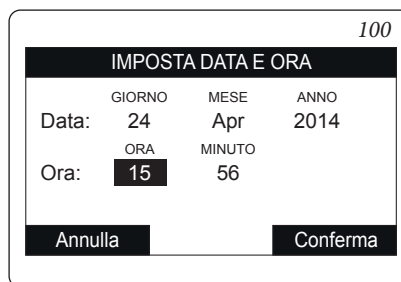 100
IMPOSTA DATA E ORA
GIORNO MESE ANNO
Data: 24 Apr 2014
ORA MINUTO
Ora: 15 56
Annulla Conferma